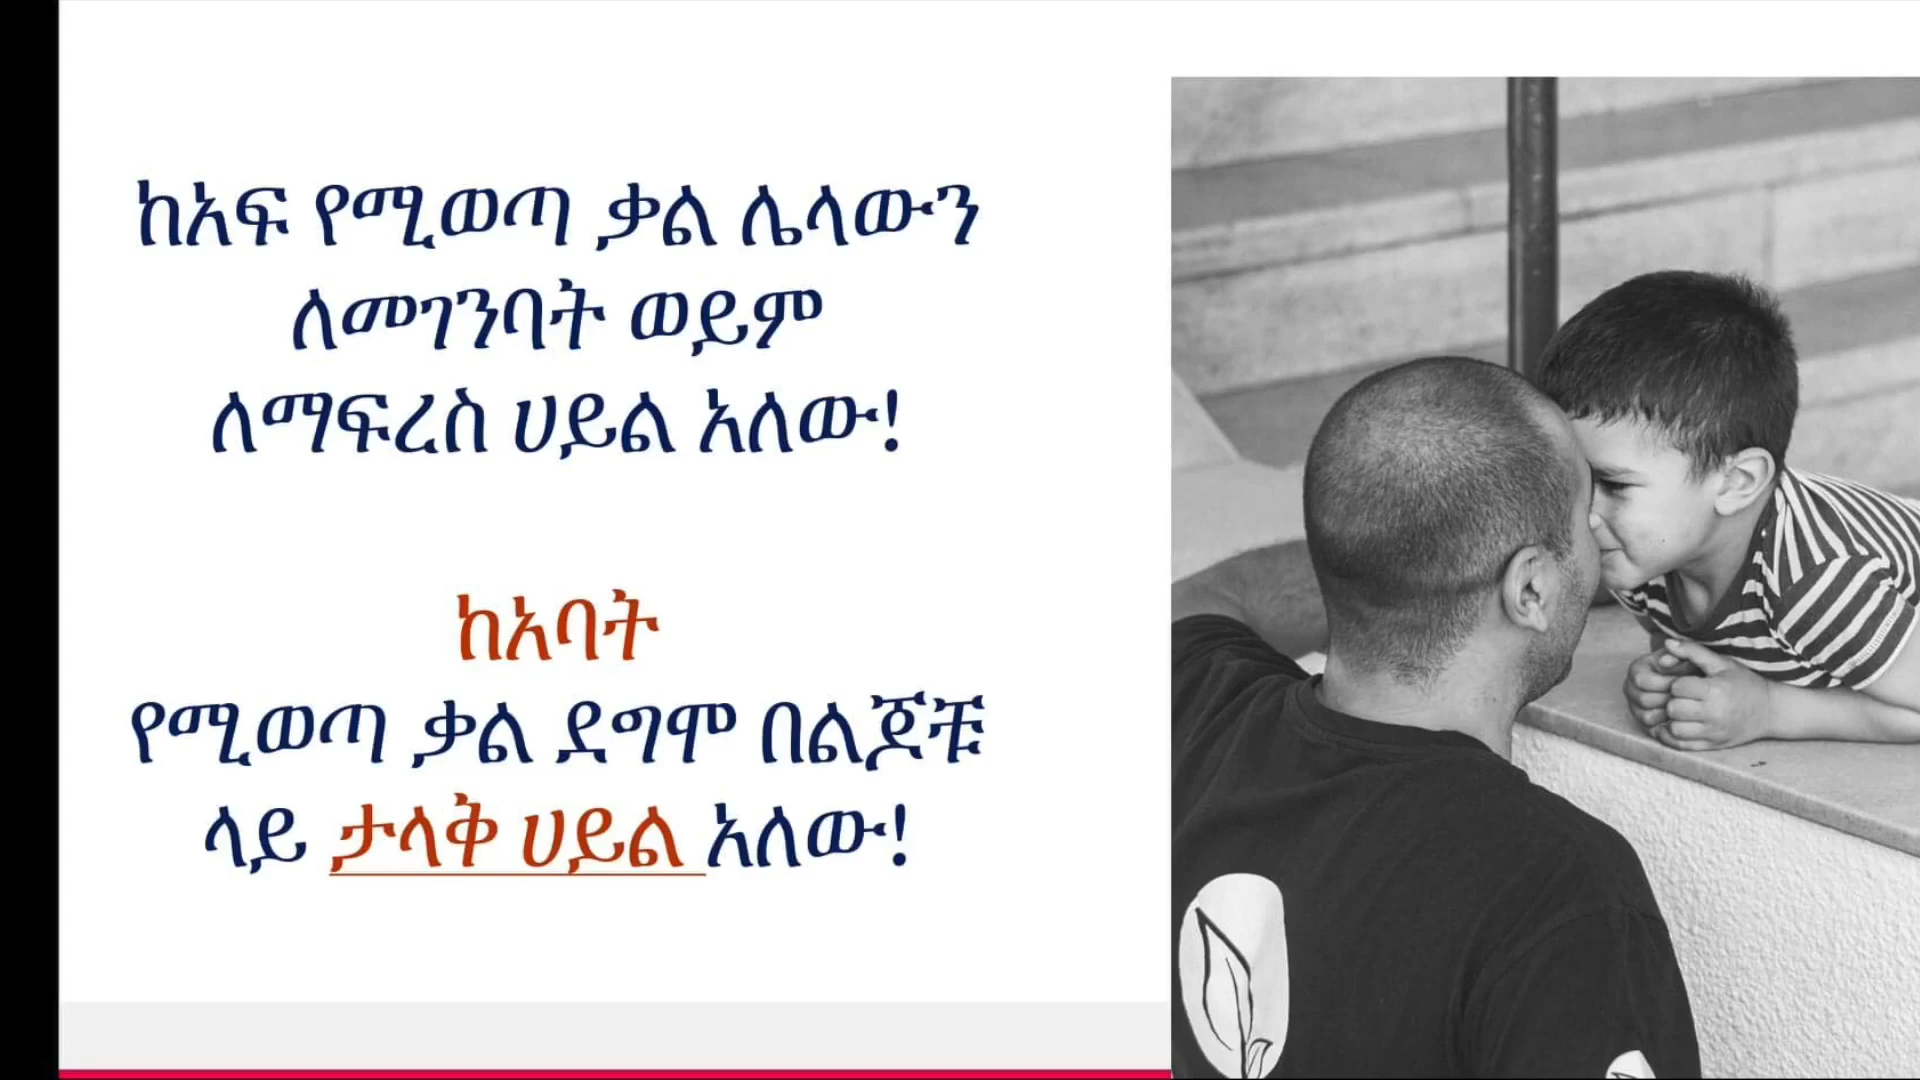 ከአፍ የሚወጣ ቃል ሌላውን
ለመገንባት ወይም
ለማፍረስ ሀይል አለው!
ከአባት
የሚወጣ ቃል ደግሞ በልጆቹ
ላይ ታላቅ ሀይል አለው!